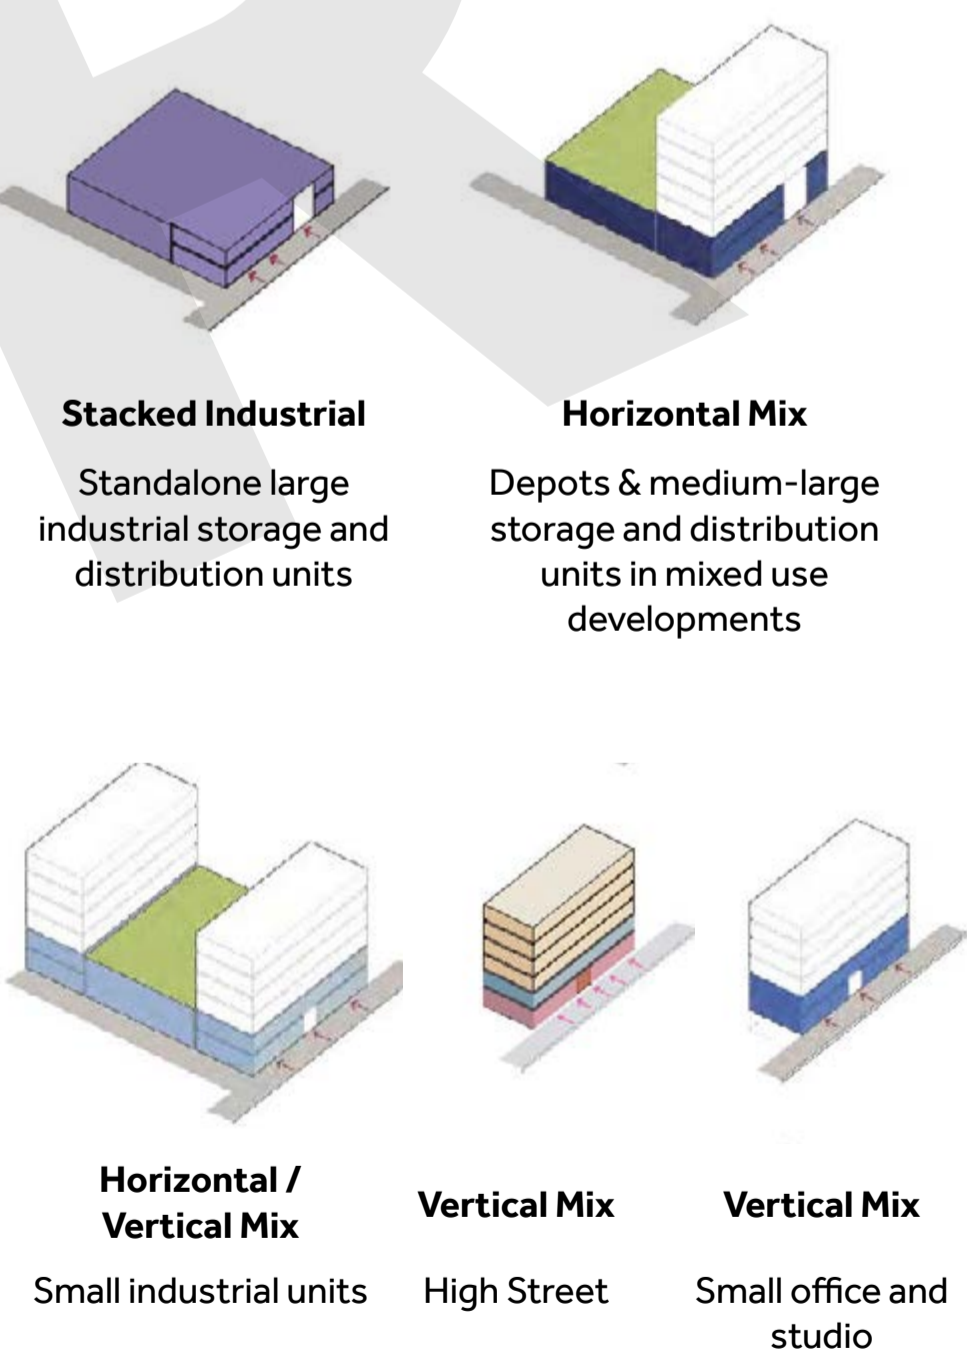 Stacked Industrial
Standalone large
industrial storage and
distribution units
Horizontal Mix
Depots & medium-large
storage and distribution
units in mixed use
developments
Horizontal /
Vertical Mix
Small industrial units
Vertical Mix
High Street
Vertical Mix
Small office and
studio